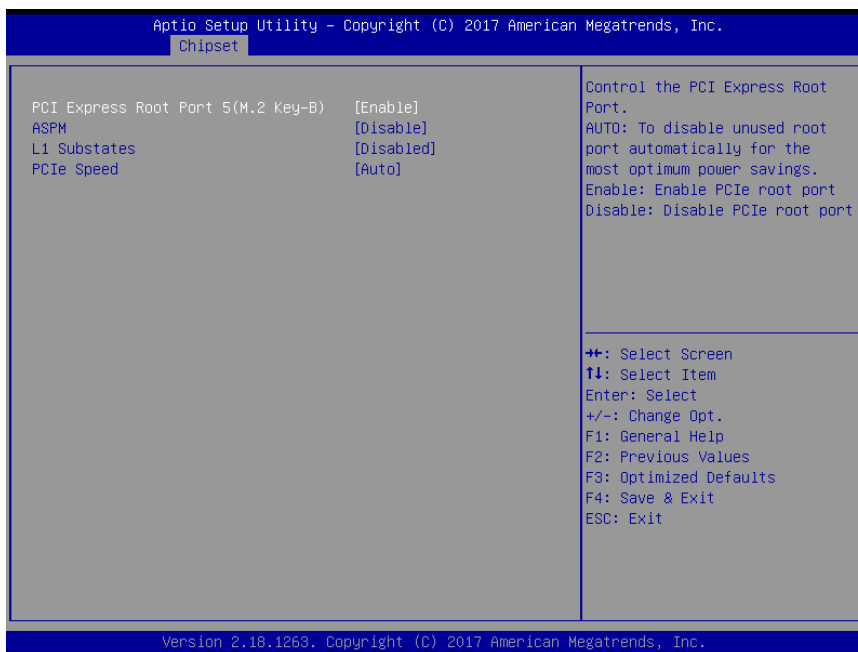 Aptio Setup Utility – Copyright (C) 2017 American Megatrends, Inc.
Chipset
PCI Express Root Port 5(M.2 Key-B) [Enable]
ASPM [Disable]
L1 Substates [Disabled]
PCIe Speed [Auto]
Control the PCI Express Root
Port.
AUTO: To disable unused root
port automatically for the
most optimum power savings.
Enable: Enable PCIe root port
Disable: Disable PCIe root port
→←: Select Screen
↑↓: Select Item
Enter: Select
+/-: Change Opt.
F1: General Help
F2: Previous Values
F3: Optimized Defaults
F4: Save & Exit
ESC: Exit
Version 2.18.1263. Copyright (C) 2017 American Megatrends, Inc.